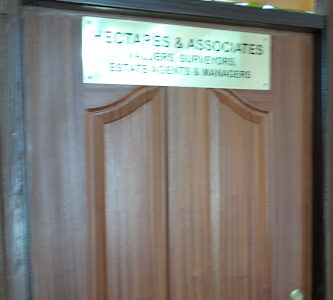 HECTARES & ASSOCIATES
VALUERS, SURVEYORS,
ESTATE AGENTS & MANAGERS